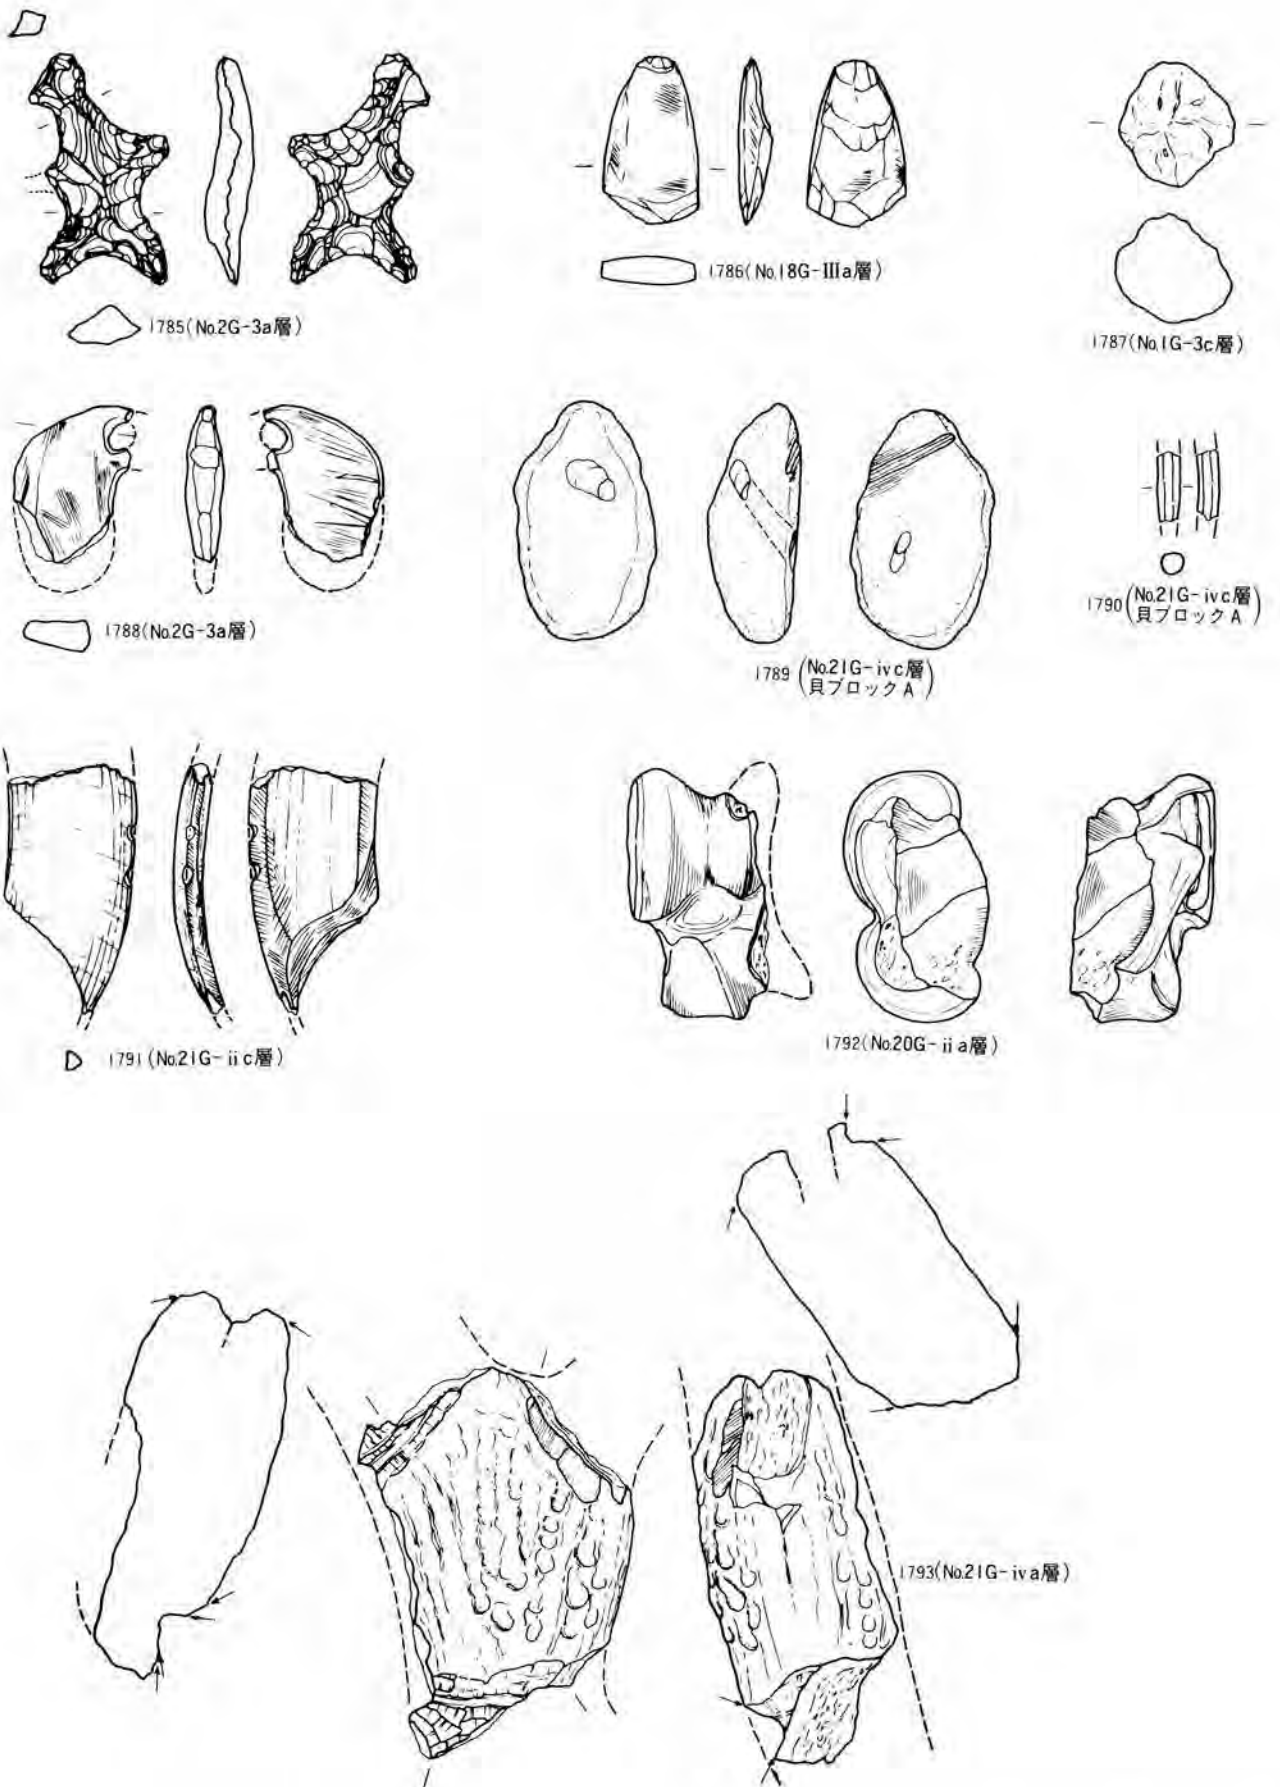 1785(No.2G-3a層)
1786(No.18G-IIIa層)
1787(No.1G-3c層)
1788(No.2G-3a層)
1789(No.21G-ivc層
貝ブロックA)
1790(No.21G-ivc層
貝ブロックA)
1791(No.21G-iic層)
1792(No.20G-iia層)
1793(No.21G-iva層)